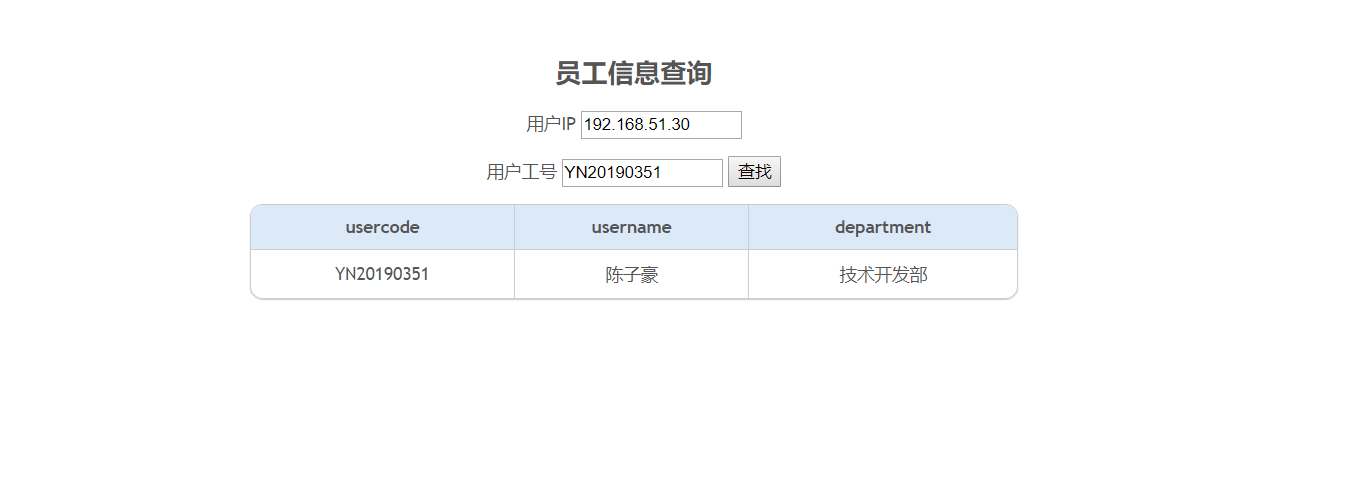 员工信息查询
用户IP 192.168.51.30
用户工号 YN20190351 查找
usercode username department
YN20190351 陈子豪 技术开发部